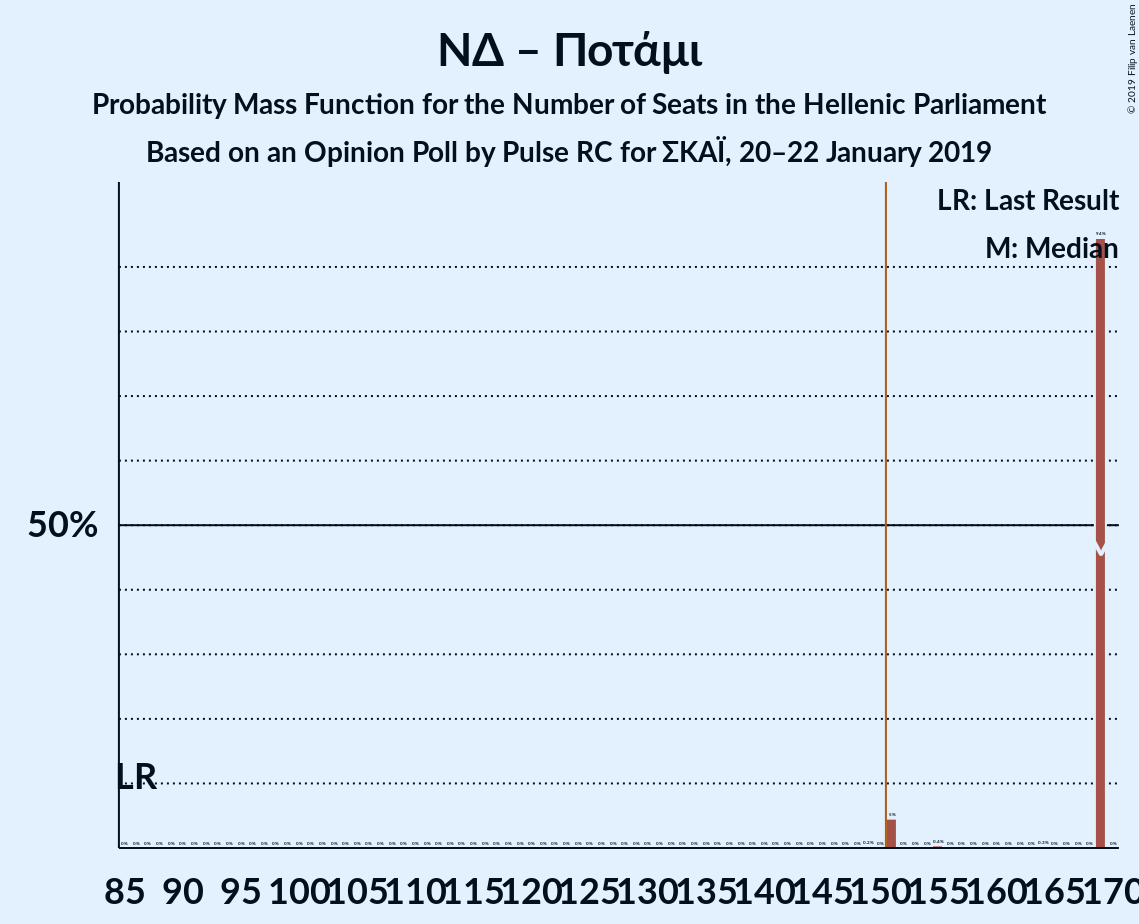 ΝΔ – Ποτάμι
Probability Mass Function for the Number of Seats in the Hellenic Parliament
Based on an Opinion Poll by Pulse RC for ΣΚΑΪ, 20–22 January 2019
© 2019 Filip van Laenen
LR: Last Result
M: Median
94%
50%
LR
85 90 95 100 105 110 115 120 125 130 135 140 145 150 155 160 165 170